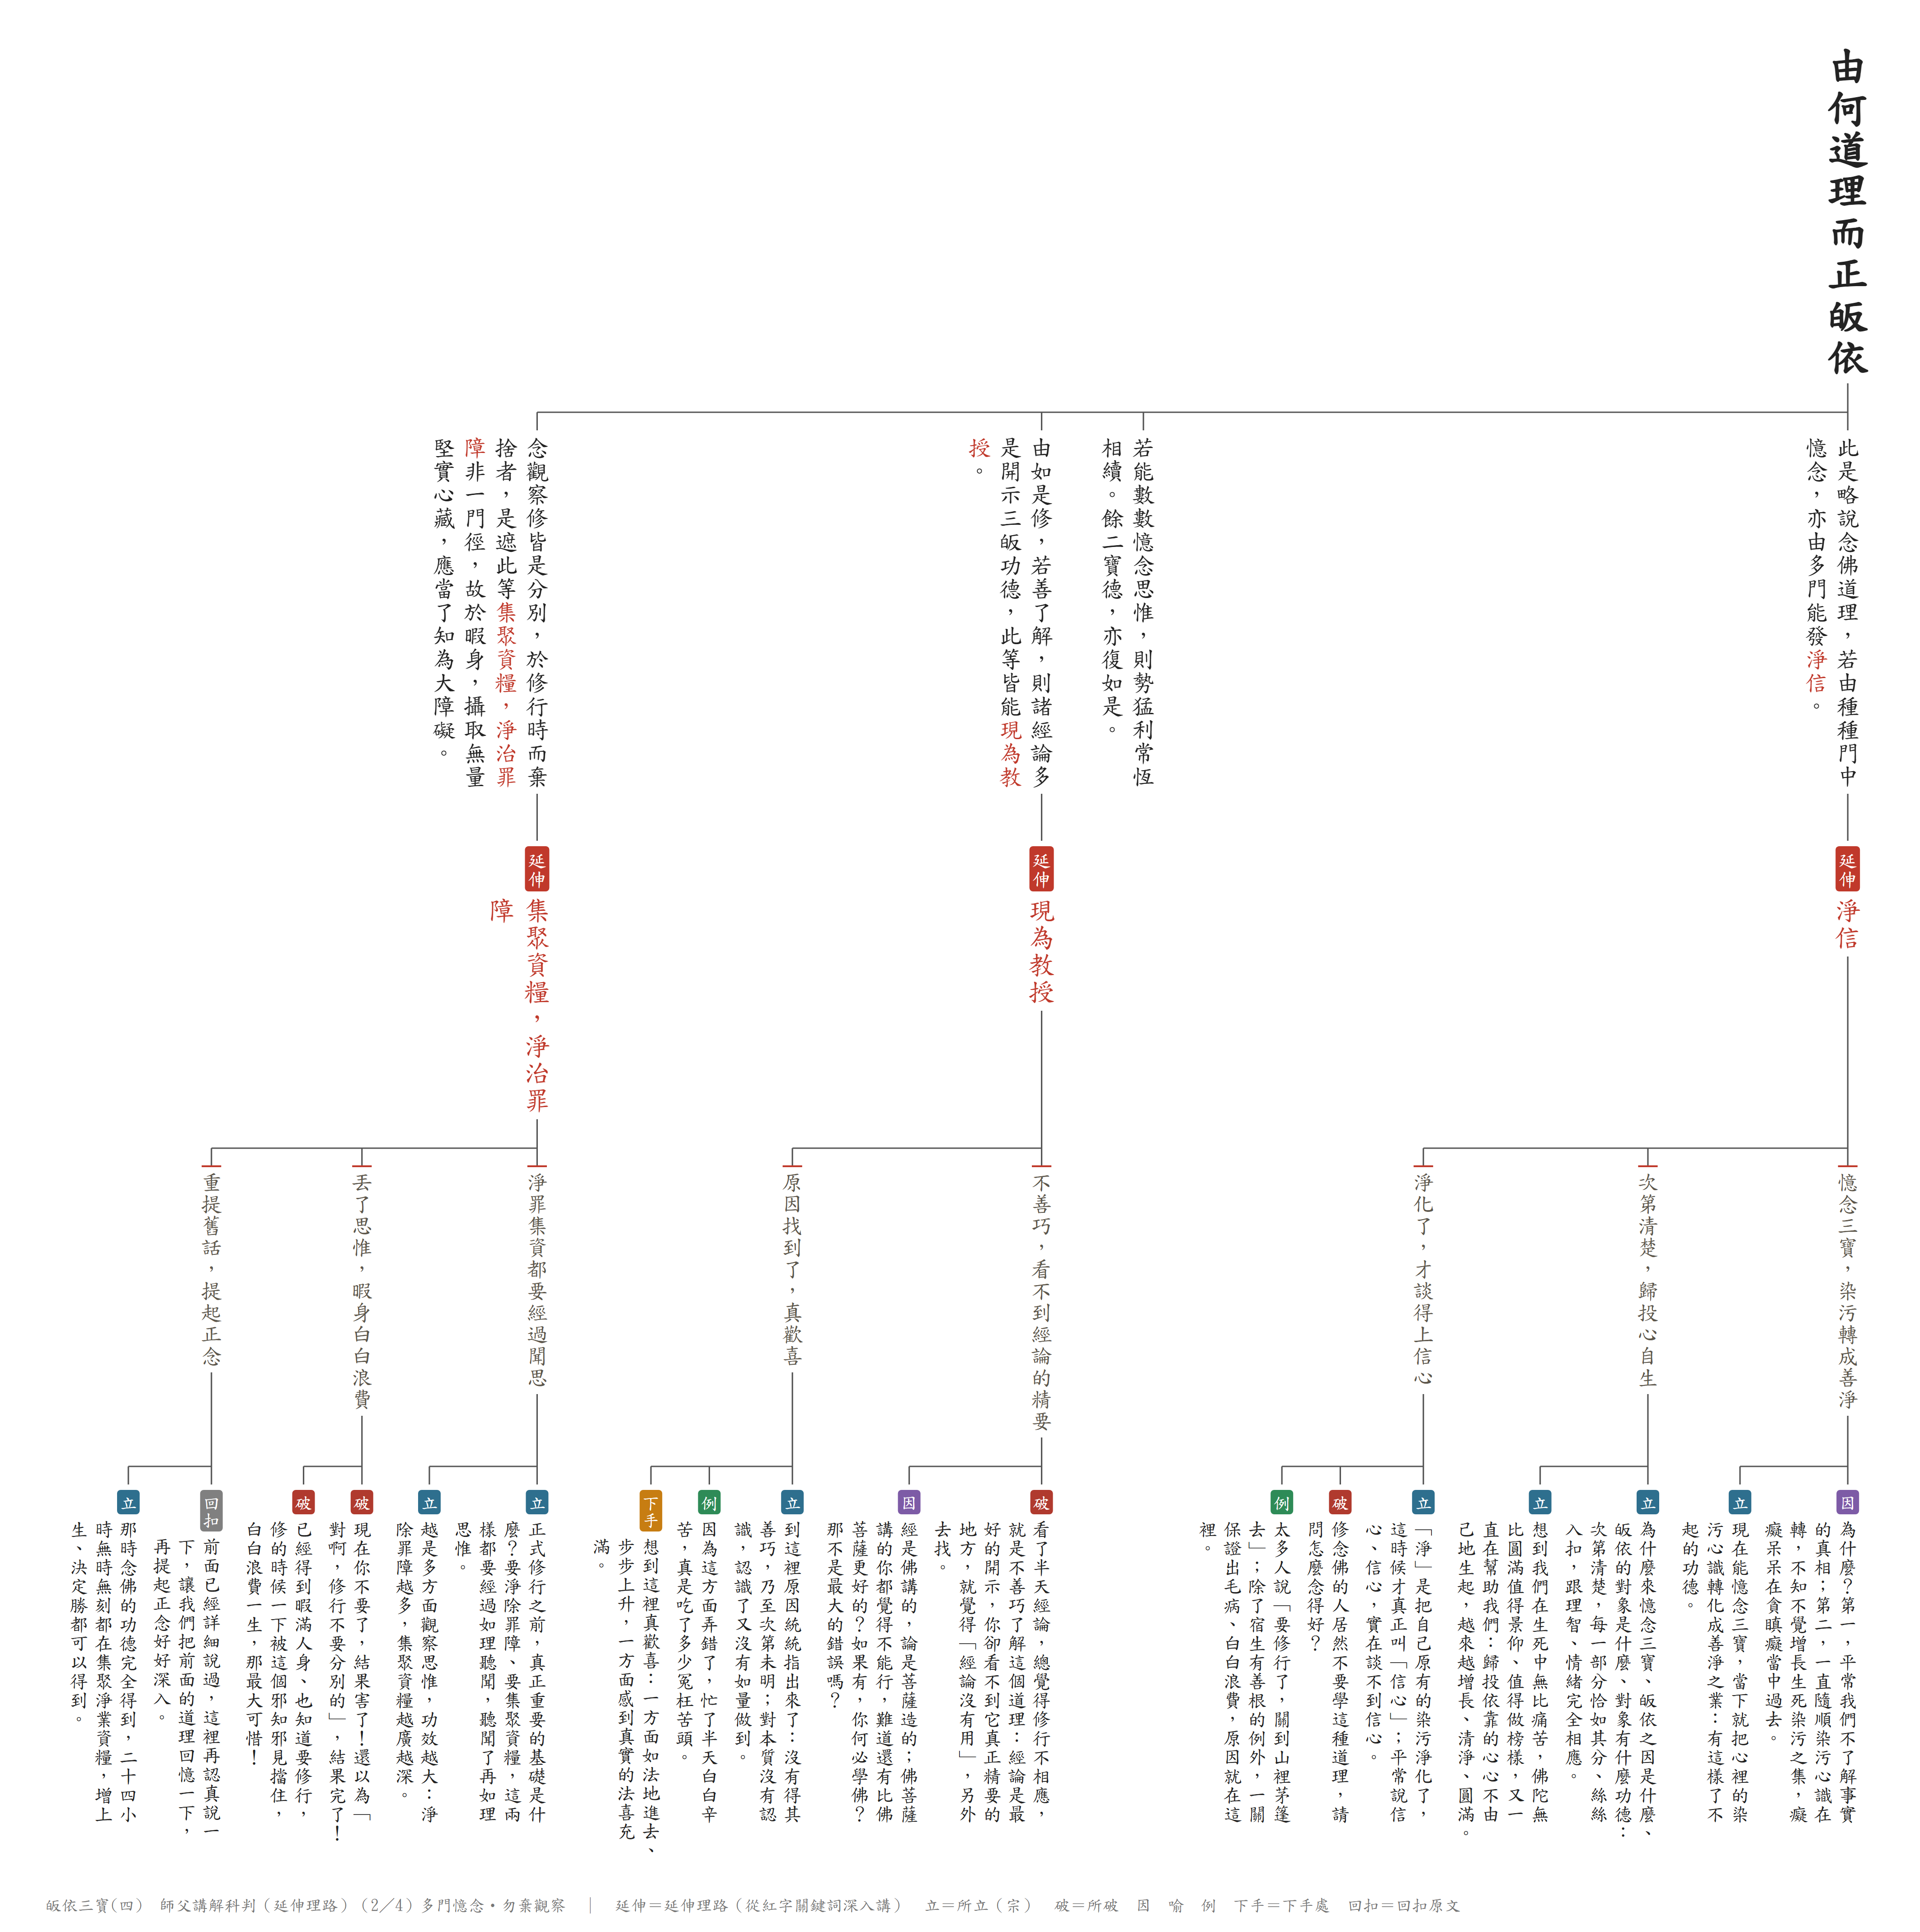 由何道理而正皈依
此是略說念佛道理，若由種種門中
憶念，亦由多門能發淨信。
若能數數憶念思惟，則勢猛利常恆
相續。餘二寶德，亦復如是。
由如是修，若善了解，則諸經論多
是開示三皈功德，此等皆能現為教
授。
念觀察修皆是分別，於修行時而棄
捨者，是遮此等集聚資糧，淨治罪
障非一門徑，故於暇身，攝取無量
堅實心藏，應當了知為大障礙。
延伸
淨信
延伸
現為教授
延伸
集聚資糧，淨治罪
障
憶念三寶，染污轉成善淨
次第清楚，歸投心自生
淨化了，才談得上信心
不善巧，看不到經論的精要
原因找到了，真歡喜
淨罪集資都要經過聞思
丟了思惟，暇身白白浪費
重提舊話，提起正念
因
為什麼？第一，平常我們不了解事實
的真相；第二，一直隨順染污心識在
轉，不知不覺增長生死染污之集，癡
癡呆呆在貪瞋癡當中過去。
立
現在能憶念三寶，當下就把心裡的染
污心識轉化成善淨之業：有這樣了不
起的功德。
立
為什麼來憶念三寶、皈依之因是什麼、
皈依的對象是什麼、對象有什麼功德：
次第清楚，每一部分恰如其分、絲絲
入扣，跟理智、情緒完全相應。
立
想到我們在生死中無比痛苦，佛陀無
比圓滿值得景仰、值得做榜樣，又一
直在幫助我們：歸投依靠的心心不由
己地生起，越來越增長、清淨、圓滿。
立
「淨」是把自己原有的染污淨化了，
這時候才真正叫「信心」；平常說信
心、信心，實在談不到信心。
破
修念佛的人居然不要學這種道理，請
問怎麼念得好？
例
太多人說「要修行了，關到山裡茅篷
去」；除了宿生有善根的例外，一關
保證出毛病、白白浪費，原因就在這
裡。
破
看了半天經論，總覺得修行不相應，
就是不善巧了解這個道理：經論是最
好的開示，你卻看不到它真正精要的
地方，就覺得「經論沒有用」，另外
去找。
因
經是佛講的，論是菩薩造的；佛菩薩
講的你都覺得不能行，難道還有比佛
菩薩更好的？如果有，你何必學佛？
那不是最大的錯誤嗎？
立
到這裡原因統統指出來了：沒有得其
善巧，乃至次第未明；對本質沒有認
識，認識了又沒有如量做到。
例
因為這方面弄錯了，忙了半天白白辛
苦，真是吃了多少冤枉苦頭。
下手
想到這裡真歡喜：一方面如法地進去、
步步上升，一方面感到真實的法喜充
滿。
立
正式修行之前，真正重要的基礎是什
麼？要淨除罪障、要集聚資糧，這兩
樣都要經過如理聽聞，聽聞了再如理
思惟。
立
越是多方面觀察思惟，功效越大：淨
除罪障越多，集聚資糧越廣越深。
破
現在你不要了，結果害了！還以為「
對啊，修行不要分別的」，結果完了！
破
已經得到暇滿人身、也知道要修行，
修的時候一下被這個邪知邪見擋住，
白白浪費一生，那最大可惜！
回扣
前面已經詳細說過，這裡再認真說一
下，讓我們把前面的道理回憶一下，
再提起正念好好深入。
立
那時念佛的功德完全得到，二十四小
時無時無刻都在集聚淨業資糧，增上
生、決定勝都可以得到。
皈依三寶(四)　師父講解科判（延伸理路）（2／4）多門憶念・勿棄觀察　｜　延伸＝延伸理路（從紅字關鍵詞深入講）　立＝所立（宗）　破＝所破　因　喻　例　下手＝下手處　回扣＝回扣原文